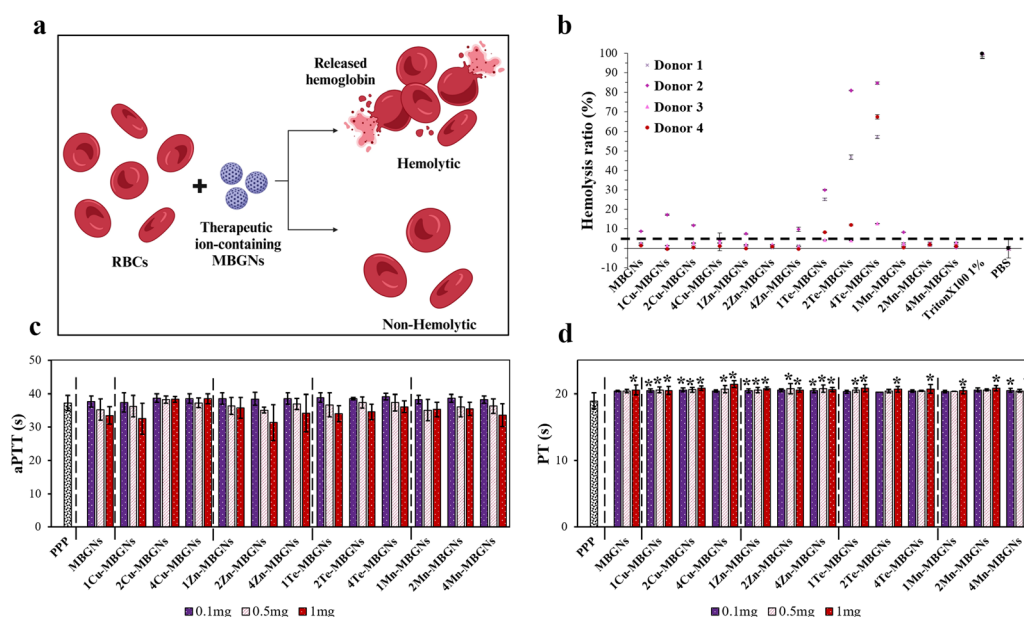 a
Released
hemoglobin
Hemolytic
+
Therapeutic
ion-containing
MBGNs
RBCs
Non-Hemolytic
b
Hemolysis ratio (%)
100
90
80
70
60
50
40
30
20
10
0
-10
Donor 1
Donor 2
Donor 3
Donor 4
MBGNs
1Cu-MBGNs
2Cu-MBGNs
4Cu-MBGNs
1Zn-MBGNs
2Zn-MBGNs
4Zn-MBGNs
1Te-MBGNs
2Te-MBGNs
4Te-MBGNs
1Mn-MBGNs
2Mn-MBGNs
4Mn-MBGNs
TritonX100 1%
PBS
c
aPTT (s)
50
40
30
20
10
0
PPP
MBGNs
1Cu-MBGNs
2Cu-MBGNs
4Cu-MBGNs
1Zn-MBGNs
2Zn-MBGNs
4Zn-MBGNs
1Te-MBGNs
2Te-MBGNs
4Te-MBGNs
1Mn-MBGNs
2Mn-MBGNs
4Mn-MBGNs
0.1mg 0.5mg 1mg
d
PT (s)
20
10
0
* *** *** *** *** *** *** *** ** * * * * **
PPP
MBGNs
1Cu-MBGNs
2Cu-MBGNs
4Cu-MBGNs
1Zn-MBGNs
2Zn-MBGNs
4Zn-MBGNs
1Te-MBGNs
2Te-MBGNs
4Te-MBGNs
1Mn-MBGNs
2Mn-MBGNs
4Mn-MBGNs
0.1mg 0.5mg 1mg